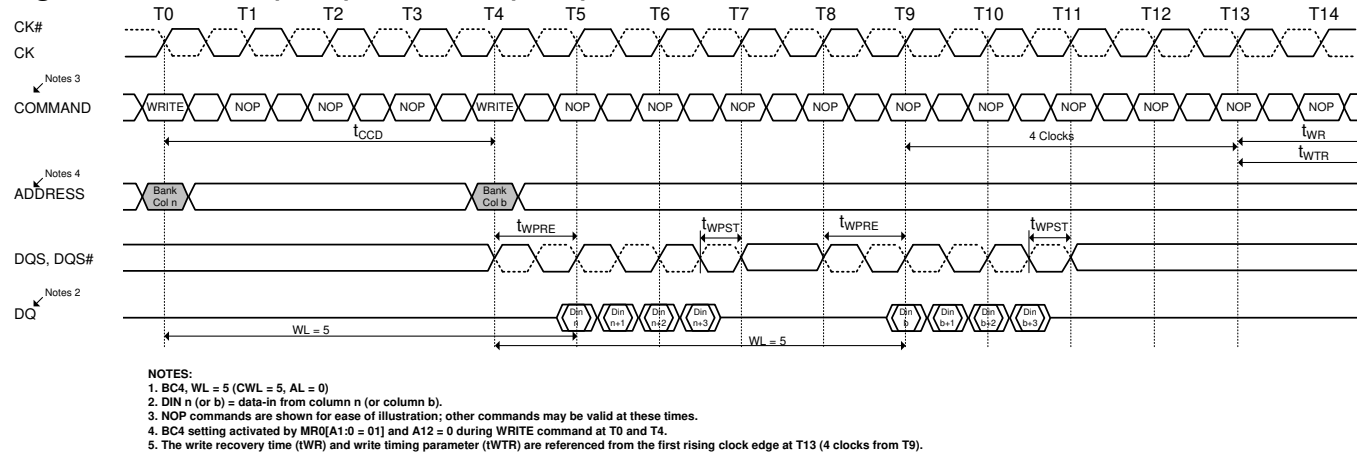 T0 T1 T2 T3 T4 T5 T6 T7 T8 T9 T10 T11 T12 T13 T14
CK#
CK
Notes 3
COMMAND WRITE NOP NOP NOP WRITE NOP NOP NOP NOP NOP NOP NOP NOP NOP NOP
tCCD 4 Clocks tWR
tWTR
Notes 4
ADDRESS
Bank Col n Bank Col b
tWPRE tWPST tWPRE tWPST
DQS, DQS#
Notes 2
DQ
Din n Din n+1 Din n+2 Din n+3 Din b Din b+1 Din b+2 Din b+3
WL = 5 WL = 5
NOTES:
1. BC4, WL = 5 (CWL = 5, AL = 0)
2. DIN n (or b) = data-in from column n (or column b).
3. NOP commands are shown for ease of illustration; other commands may be valid at these times.
4. BC4 setting activated by MR0[A1:0 = 01] and A12 = 0 during WRITE command at T0 and T4.
5. The write recovery time (tWR) and write timing parameter (tWTR) are referenced from the first rising clock edge at T13 (4 clocks from T9).